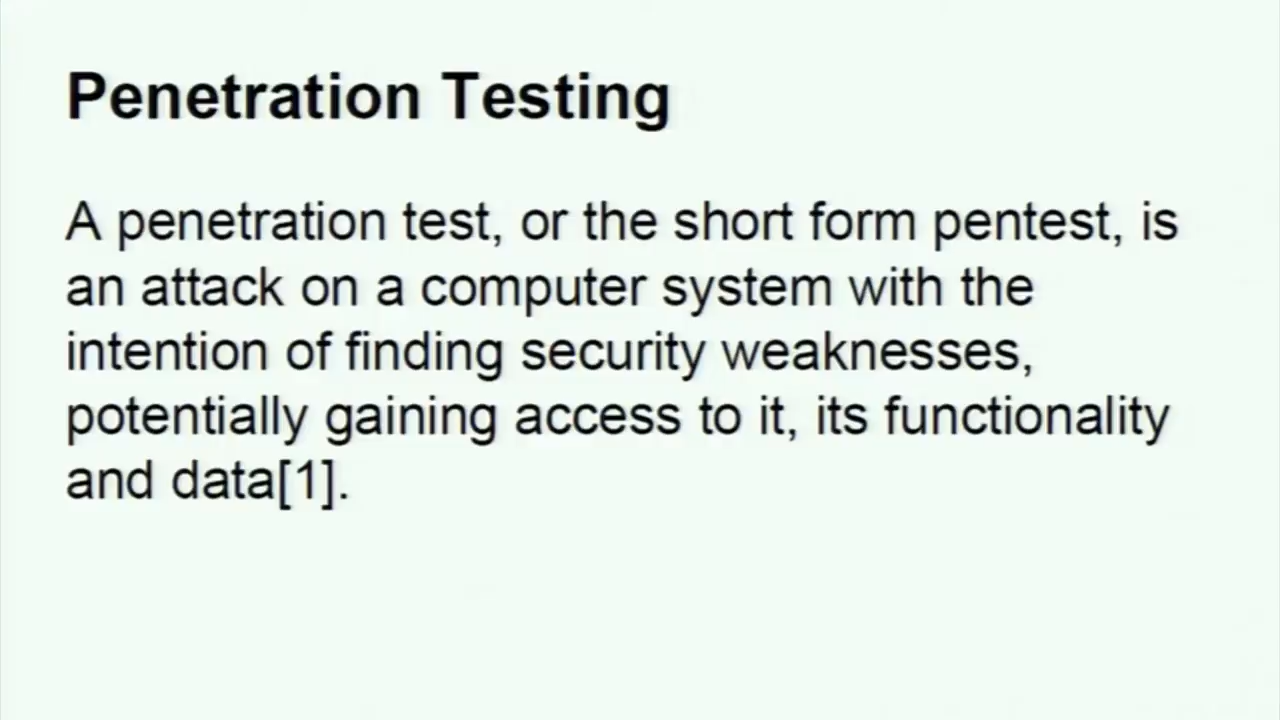 Penetration Testing
A penetration test, or the short form pentest, is
an attack on a computer system with the
intention of finding security weaknesses,
potentially gaining access to it, its functionality
and data[1].